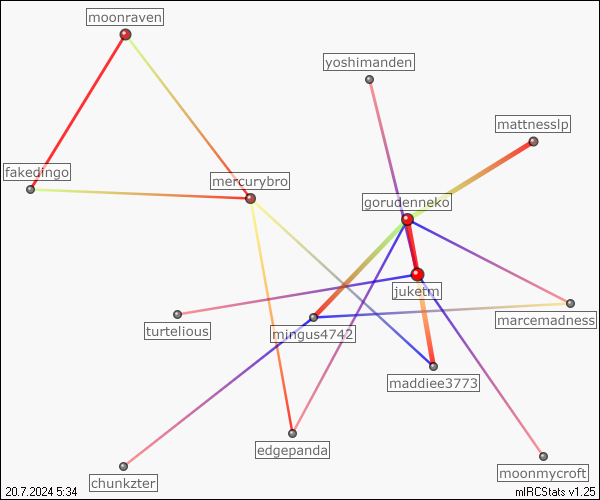 moonraven
yoshimanden
mattnesslp
fakedingo
mercurybro
gorudenneko
juketm
marcemadness
turtelious
mingus4742
maddiee3773
edgepanda
moonmycroft
chunkzter
20.7.2024 5:34
mIRCStats v1.25